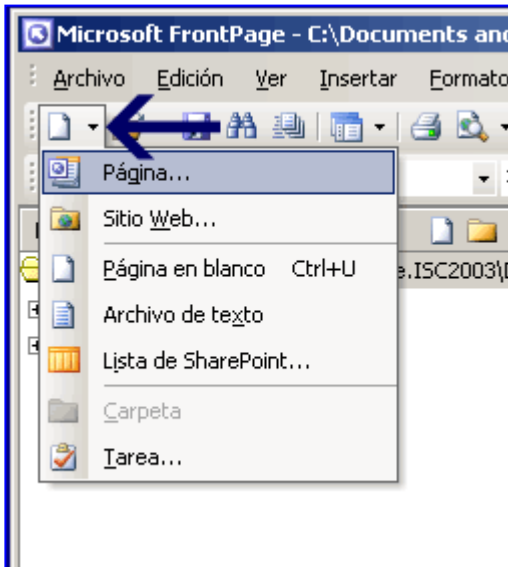 Microsoft FrontPage - C:\Documents and
Archivo Edición Ver Insertar Formato
Página...
Sitio Web...
Página en blanco Ctrl+U
e.ISC2003\D
Archivo de texto
Lista de SharePoint...
Carpeta
Tarea...